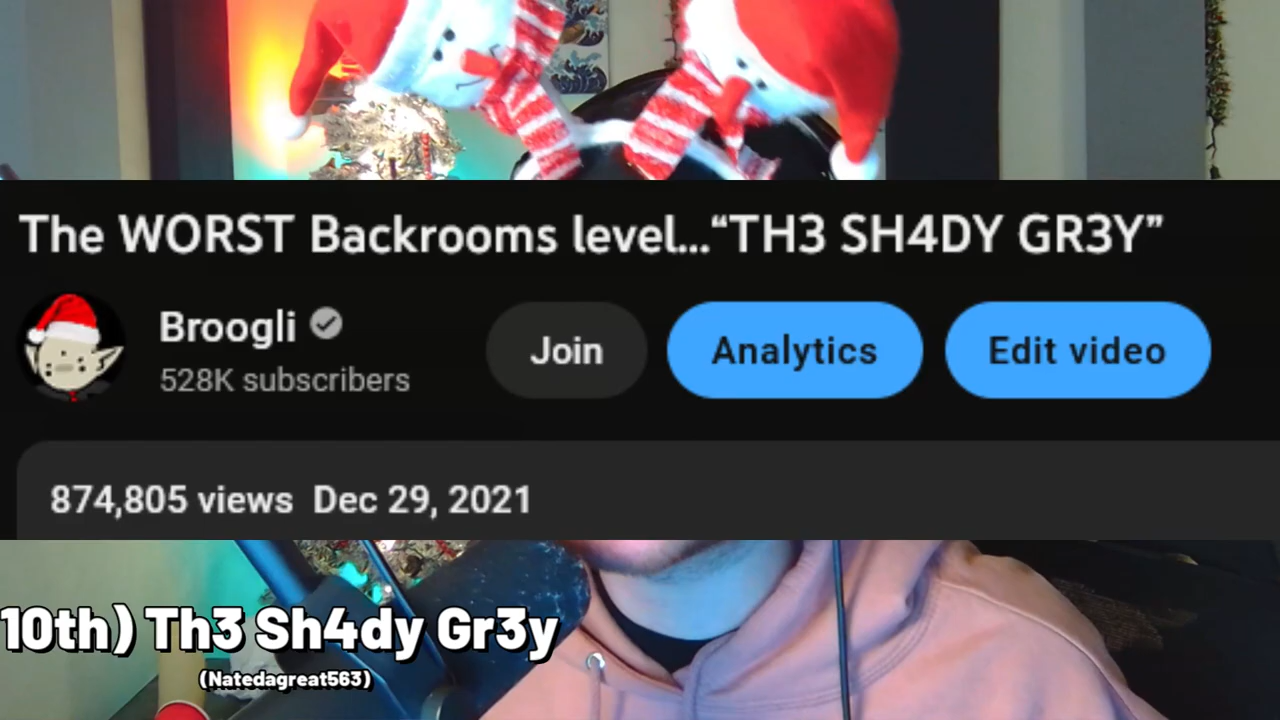 The WORST Backrooms level...“TH3 SH4DY GR3Y”
Broogli
528K subscribers
Join
Analytics
Edit video
874,805 views Dec 29, 2021
10th) Th3 Sh4dy Gr3y
(Natedagreat563)